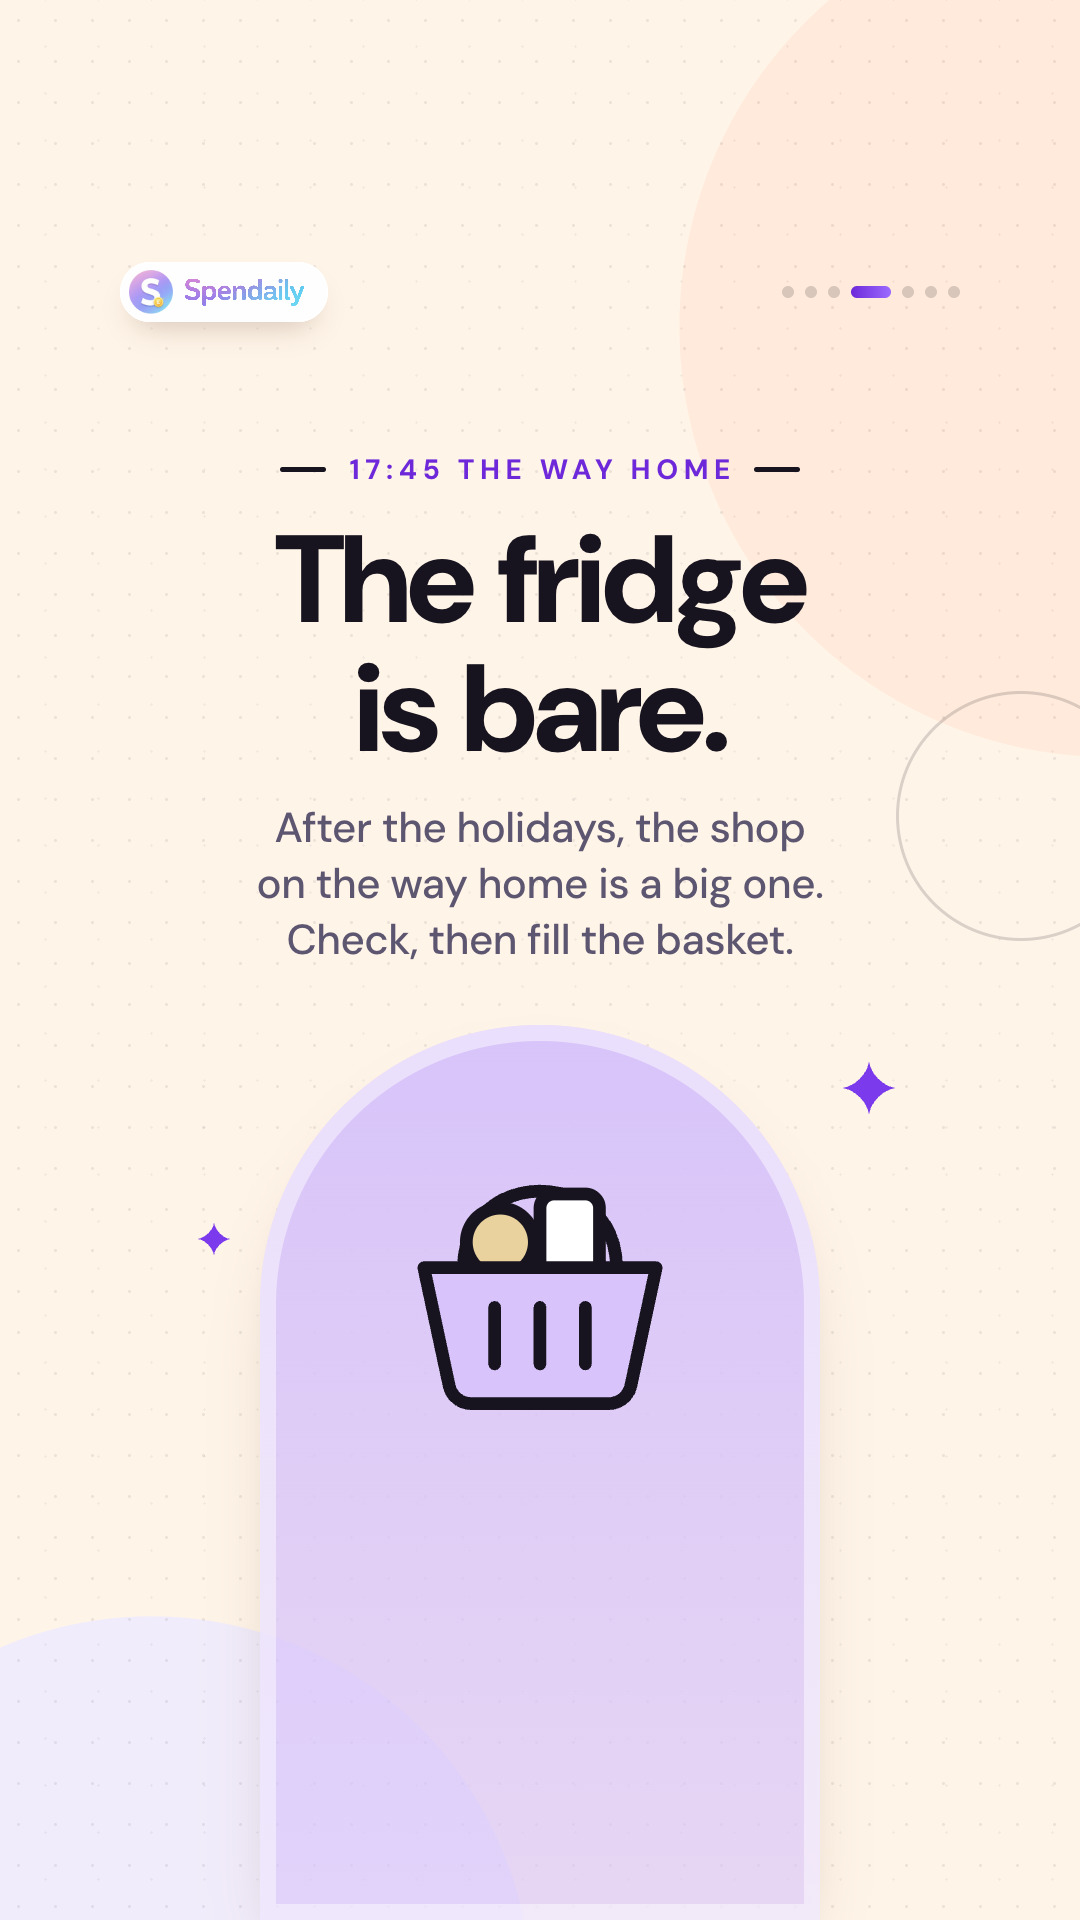 Spendaily
17:45 THE WAY HOME
The fridge
is bare.
After the holidays, the shop
on the way home is a big one.
Check, then fill the basket.